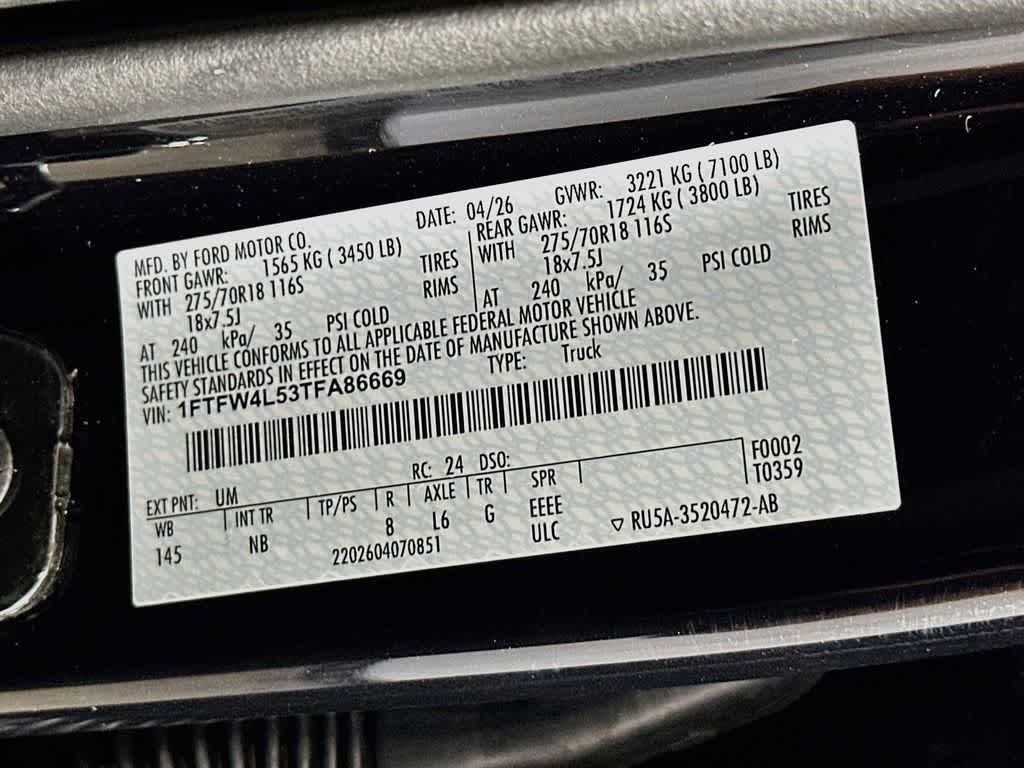 MFD. BY FORD MOTOR CO. DATE: 04/26 GVWR: 3221 KG ( 7100 LB)
FRONT GAWR: 1565 KG ( 3450 LB) REAR GAWR: 1724 KG ( 3800 LB)
WITH 275/70R18 116S TIRES WITH 275/70R18 116S TIRES
18x7.5J RIMS 18x7.5J RIMS
AT 240 kPa/ 35 PSI COLD AT 240 kPa/ 35 PSI COLD
THIS VEHICLE CONFORMS TO ALL APPLICABLE FEDERAL MOTOR VEHICLE
SAFETY STANDARDS IN EFFECT ON THE DATE OF MANUFACTURE SHOWN ABOVE.
VIN: 1FTFW4L53TFA86669 TYPE: Truck
EXT PNT: UM RC: 24 DSO: F0002
WB INT TR TP/PS R AXLE TR SPR T0359
145 NB 8 L6 G EEEE
2202604070851 ULC ▽ RU5A-3520472-AB